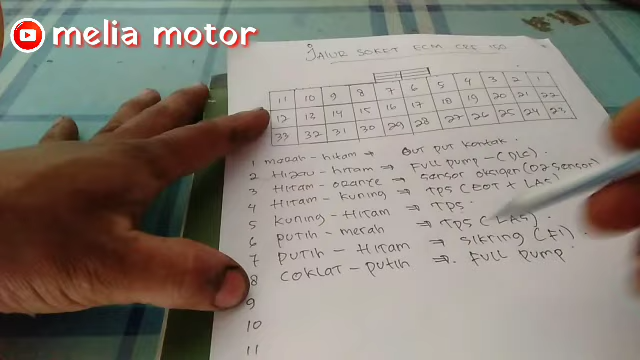 melia motor
JALUR SOKET ECM CBR 150
11 10 9 8 7 6 5 4 3 2 1
12 13 14 15 16 17 18 19 20 21 22
33 32 31 30 29 28 27 26 25 24 23
1 merah - hitam ⇒ OUT PUT KONTAK.
2 Hijau - hitam ⇒ FULL PUMP - (DLC).
3 Hitam - orange ⇒ sensor oksigen (O2 sensor)
4 Hitam - kuning ⇒ TPS (EOT + IAS)
5 kuning - Hitam ⇒ TPS.
6 putih - merah ⇒ TPS (IAS).
7 putih - Hitam ⇒ sikring (FI).
8 COKLAT - putih ⇒. FULL pump.
9
10
11